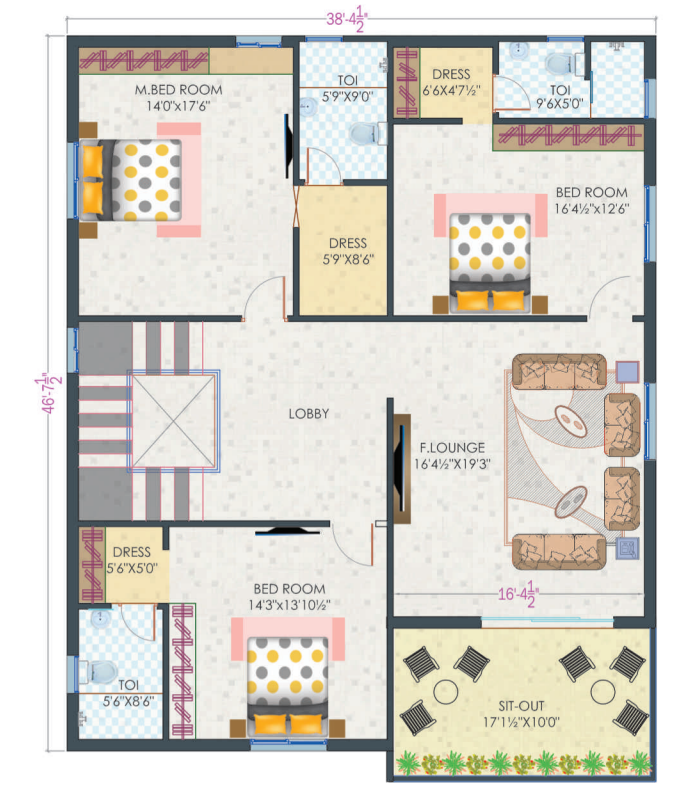 38'-4½"
TOI
5'9"X9'0"
DRESS
6'6X4'7½"
TOI
9'6X5'0"
M.BED ROOM
14'0"x17'6"
BED ROOM
16'4½"x12'6"
DRESS
5'9"X8'6"
46'-7½"
LOBBY
F.LOUNGE
16'4½"X19'3"
DRESS
5'6"X5'0"
BED ROOM
14'3"x13'10½"
16'-4½"
TOI
5'6"X8'6"
SIT-OUT
17'1½"X10'0"